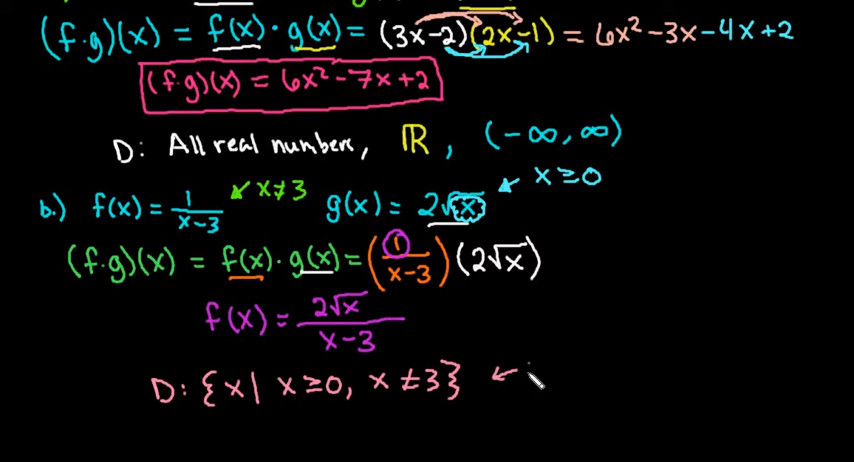 (f·g)(x) = f(x) · g(x) = (3x-2)(2x-1) = 6x² -3x -4x +2
(f·g)(x) = 6x² -7x +2
D: All real numbers, ℝ, (-∞, ∞)
b.) f(x) = 1/(x-3) x≠3 g(x) = 2√x x≥0
(f·g)(x) = f(x) · g(x) = (1/(x-3)) (2√x)
f(x) = 2√x/(x-3)
D: {x| x≥0, x≠3}